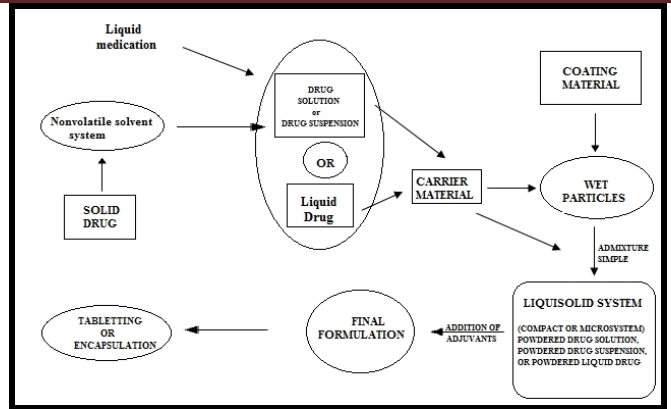 Liquid
medication
Nonvolatile solvent
system
SOLID
DRUG
DRUG
SOLUTION
or
DRUG SUSPENSION
OR
Liquid
Drug
CARRIER
MATERIAL
COATING
MATERIAL
WET
PARTICLES
ADMIXTURE
SIMPLE
LIQUISOLID SYSTEM
(COMPACT OR MICROSYSTEM)
POWDERED DRUG SOLUTION,
POWDERED DRUG SUSPENSION,
OR POWDERED LIQUID DRUG
ADDITION OF
ADJUVANTS
FINAL
FORMULATION
TABLETTING
OR
ENCAPSULATION